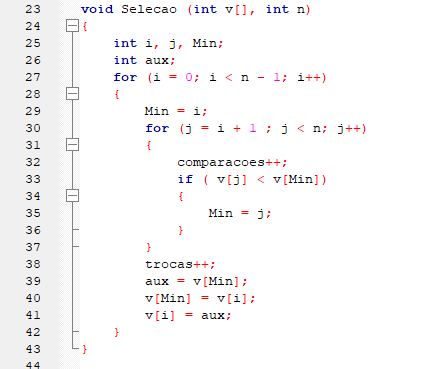 23 void Selecao (int v[], int n)
24 {
25     int i, j, Min;
26     int aux;
27     for (i = 0; i < n - 1; i++)
28     {
29         Min = i;
30         for (j = i + 1 ; j < n; j++)
31         {
32             comparacoes++;
33             if ( v[j] < v[Min])
34             {
35                 Min = j;
36             }
37         }
38         trocas++;
39         aux = v[Min];
40         v[Min] = v[i];
41         v[i] = aux;
42     }
43 }
44